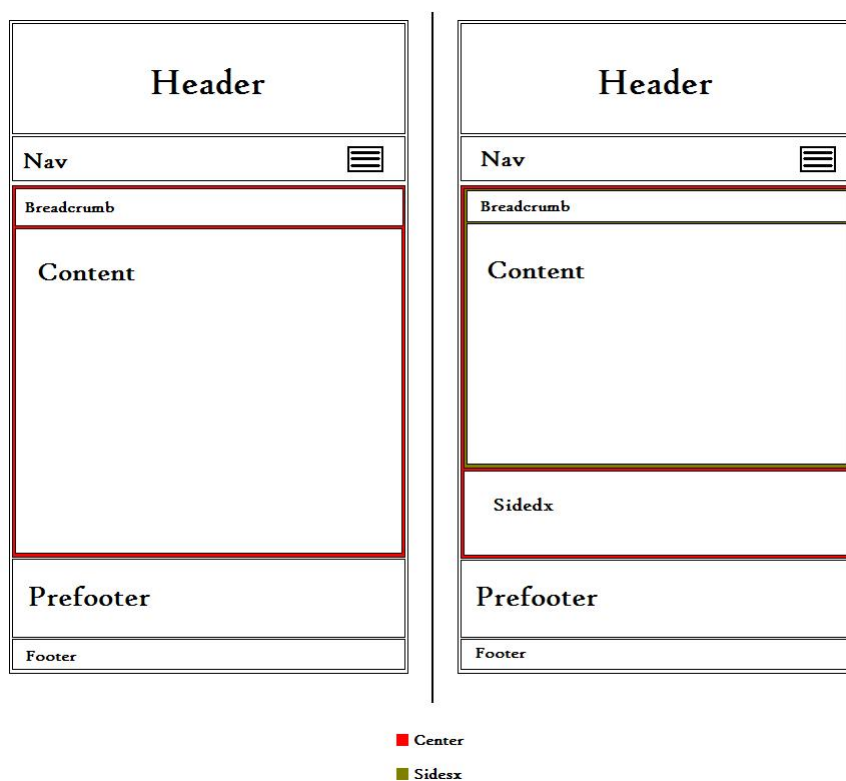 Header
Nav
Breadcrumb
Content
Prefooter
Footer
Header
Nav
Breadcrumb
Content
Sidedx
Prefooter
Footer
Center
Sidesx